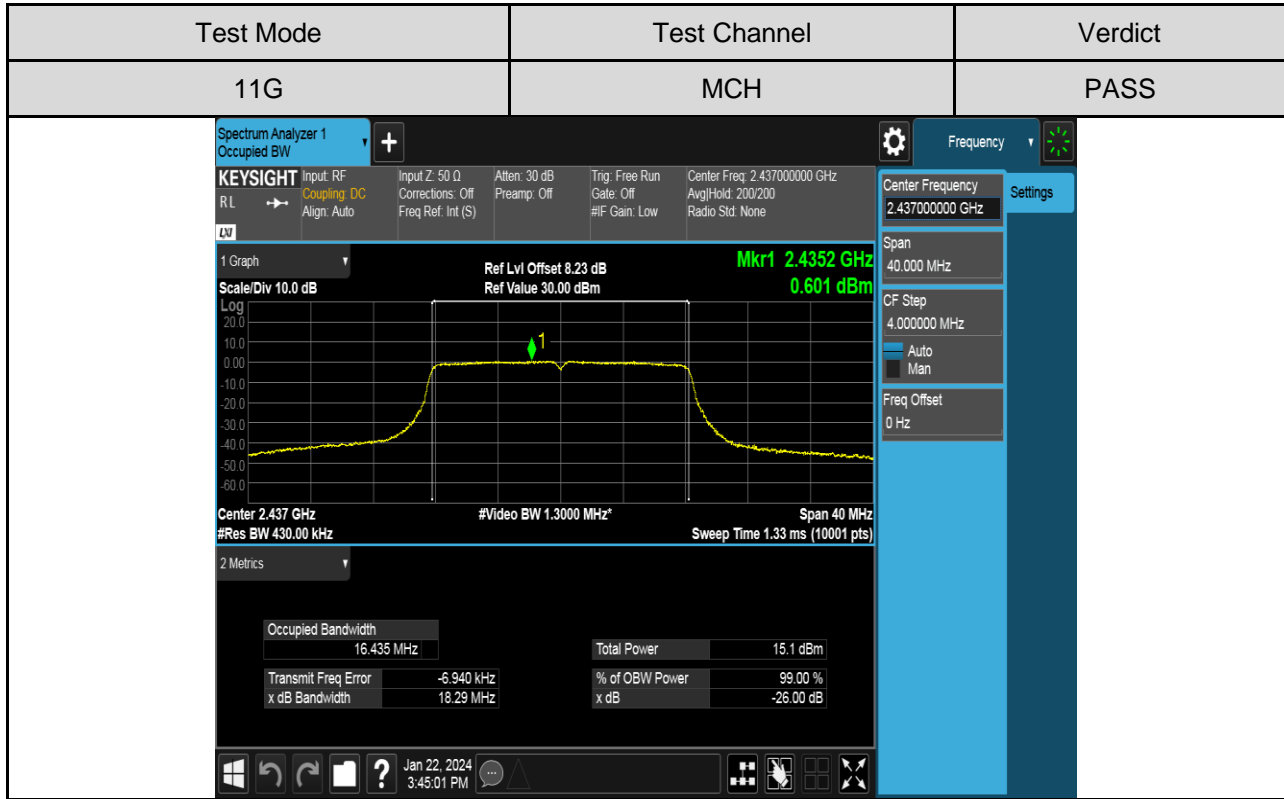 Test Mode Test Channel Verdict
11G MCH PASS
Spectrum Analyzer 1
Occupied BW
+
Frequency
KEYSIGHT Input: RF Input Z: 50 Ω Atten: 30 dB Trig: Free Run Center Freq: 2.437000000 GHz
RL Coupling: DC Corrections: Off Preamp: Off Gate: Off Avg|Hold: 200/200
Align: Auto Freq Ref: Int (S) #IF Gain: Low Radio Std: None
LXI
Center Frequency
2.437000000 GHz
Settings
Span
40.000 MHz
CF Step
4.000000 MHz
Auto
Man
Freq Offset
0 Hz
1 Graph
Ref Lvl Offset 8.23 dB
Mkr1 2.4352 GHz
Scale/Div 10.0 dB
Ref Value 30.00 dBm
0.601 dBm
Log
20.0
10.0
0.00
-10.0
-20.0
-30.0
-40.0
-50.0
-60.0
1
Center 2.437 GHz #Video BW 1.3000 MHz* Span 40 MHz
#Res BW 430.00 kHz Sweep Time 1.33 ms (10001 pts)
2 Metrics
Occupied Bandwidth
16.435 MHz Total Power 15.1 dBm
Transmit Freq Error -6.940 kHz % of OBW Power 99.00 %
x dB Bandwidth 18.29 MHz x dB -26.00 dB
?
Jan 22, 2024
3:45:01 PM